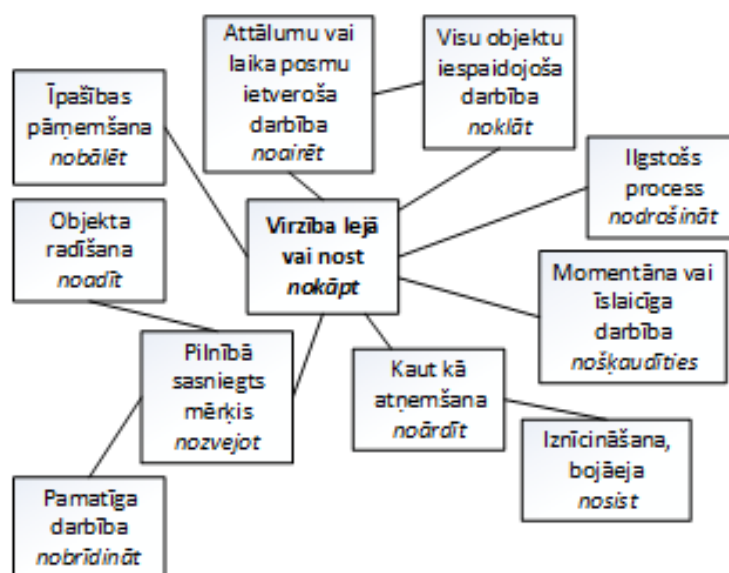 Attālumu vai
laika posmu
ietveroša
darbība
noairēt
Visu objektu
iespaidojoša
darbība
noklāt
Īpašības
pārņemšana
nobālēt
Ilgstošs
process
nodrošināt
Objekta
radīšana
noadīt
Virzība lejā
vai nost
nokāpt
Momentāna vai
īslaicīga
darbība
nošķaudīties
Pilnībā
sasniegts
mērķis
nozvejot
Kaut kā
atņemšana
noārdīt
Iznīcināšana,
bojāeja
nosist
Pamatīga
darbība
nobrīdināt